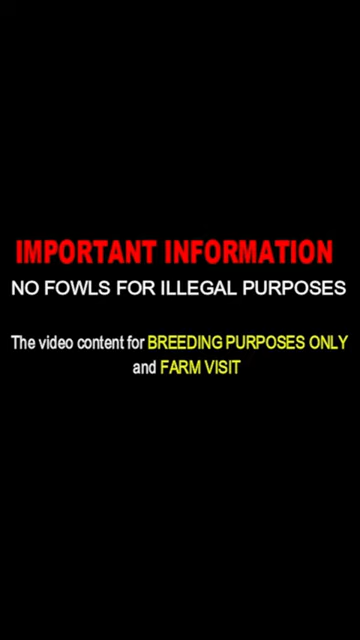 IMPORTANT INFORMATION
NO FOWLS FOR ILLEGAL PURPOSES
The video content for BREEDING PURPOSES ONLY
and FARM VISIT